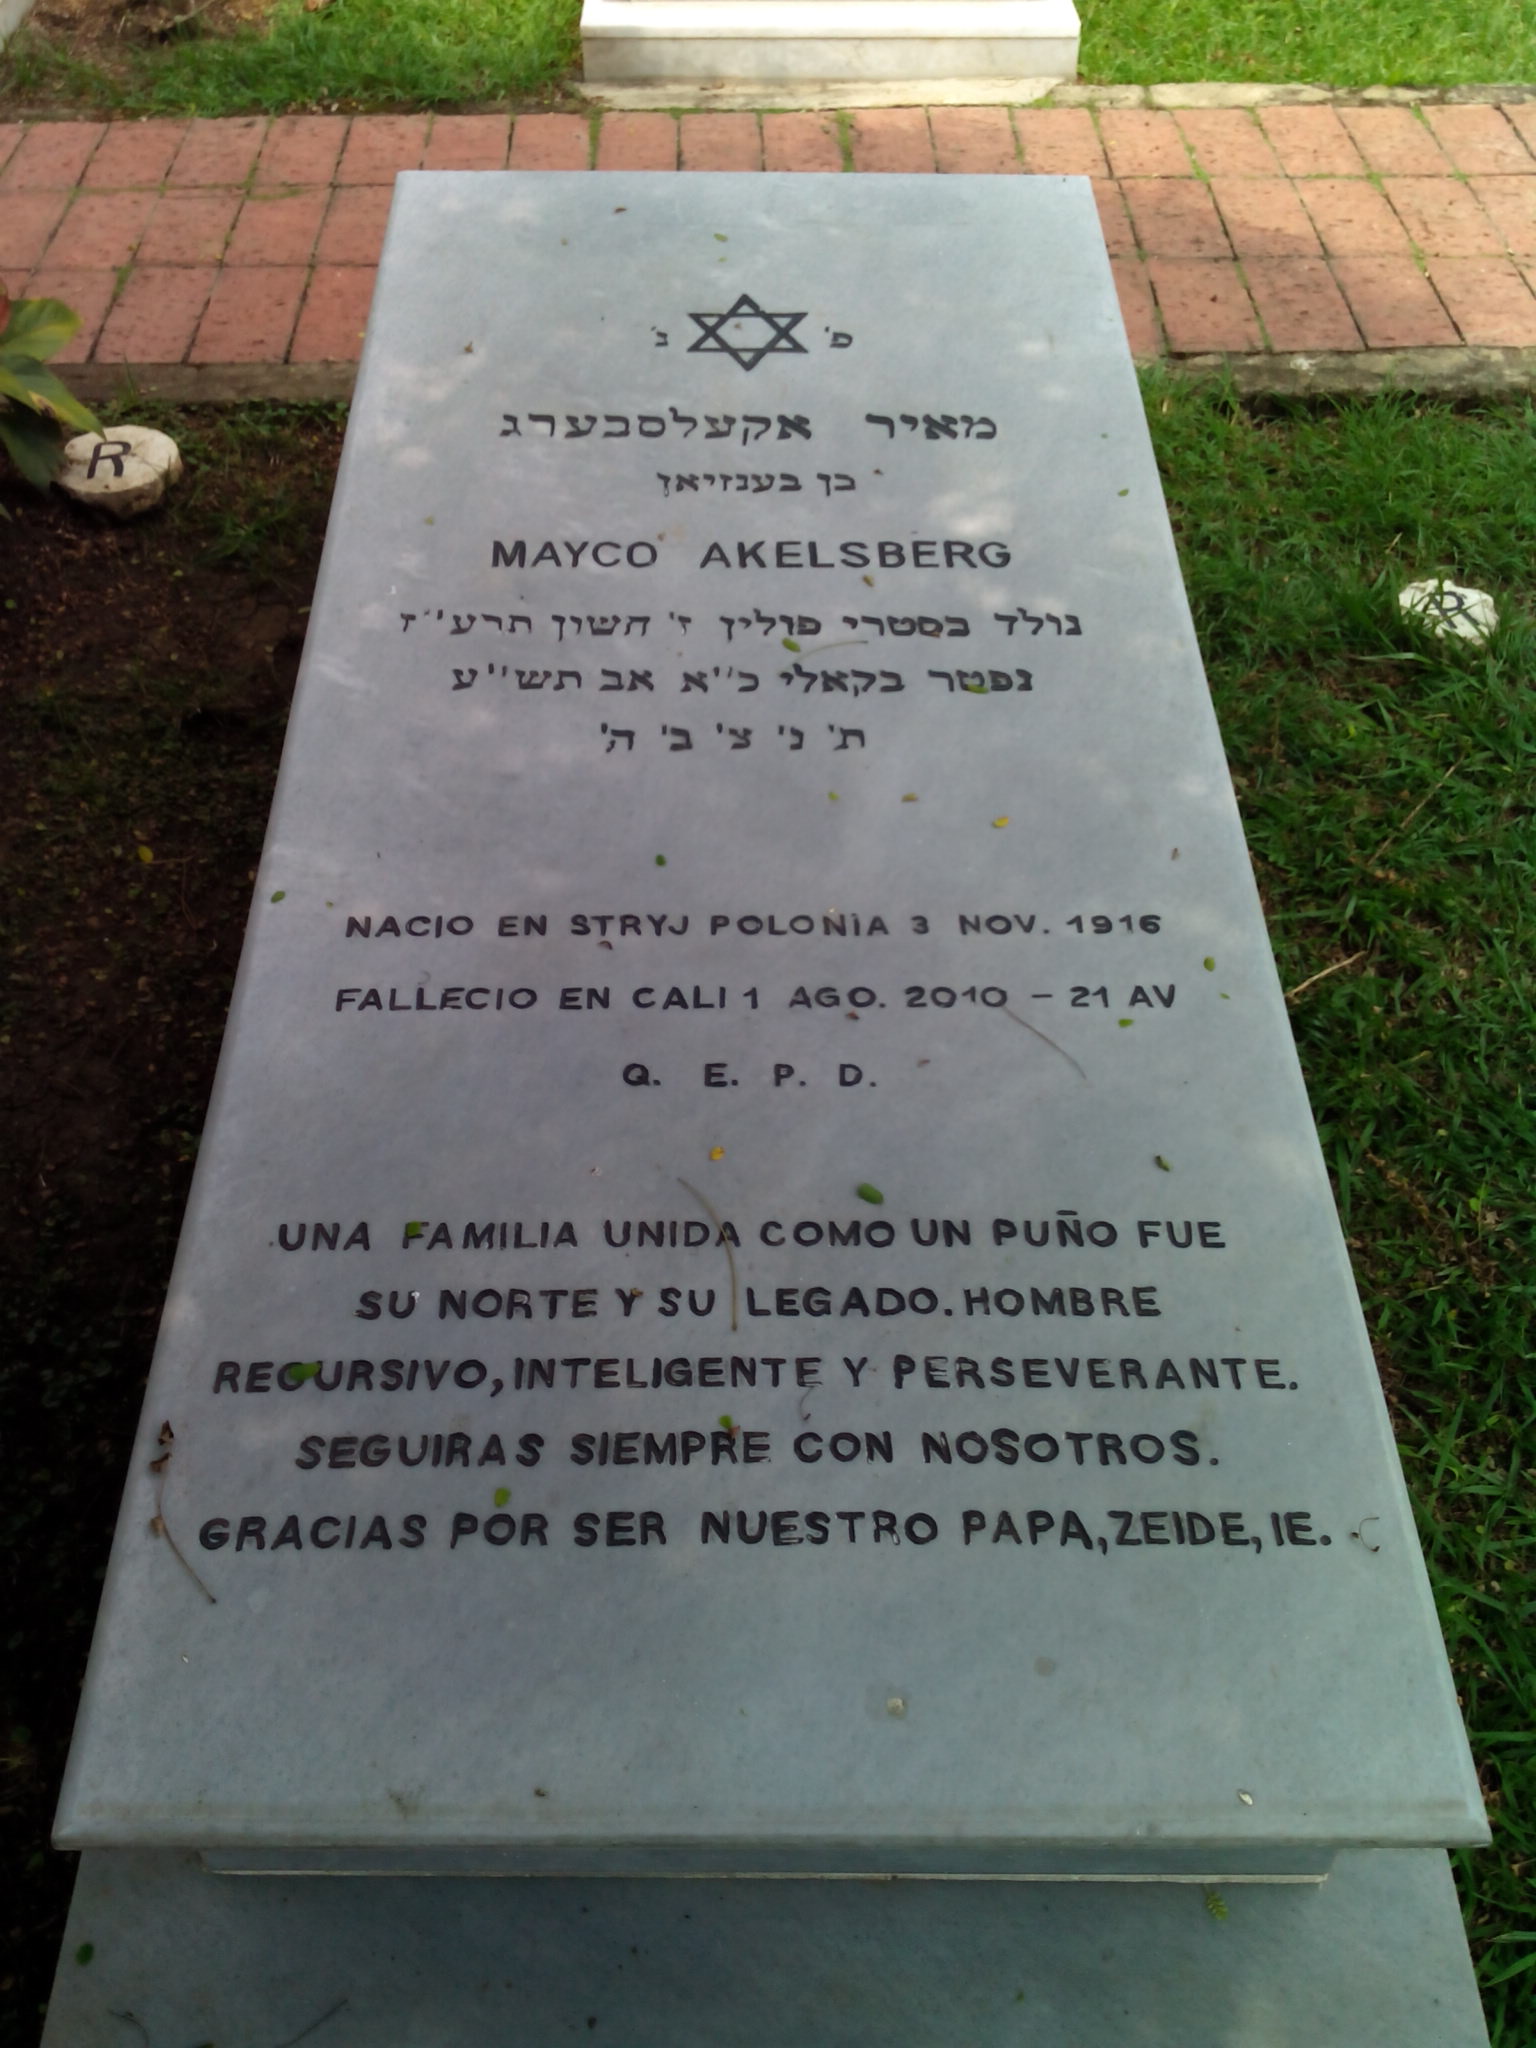 פ' נ'
מאיר אקעלסבערג
בן בענזיאן
MAYCO AKELSBERG
נולד בסטרי פולין ז' חשון תרע''ז
נפטר בקאלי כ''א אב תש''ע
ת' נ' צ' ב' ה'
NACIO EN STRYJ POLONIA 3 NOV. 1916
FALLECIO EN CALI 1 AGO. 2010 - 21 AV
Q. E. P. D.
UNA FAMILIA UNIDA COMO UN PUÑO FUE
SU NORTE Y SU LEGADO. HOMBRE
RECURSIVO, INTELIGENTE Y PERSEVERANTE.
SEGUIRAS SIEMPRE CON NOSOTROS.
GRACIAS POR SER NUESTRO PAPA, ZEIDE, IE.
R
R